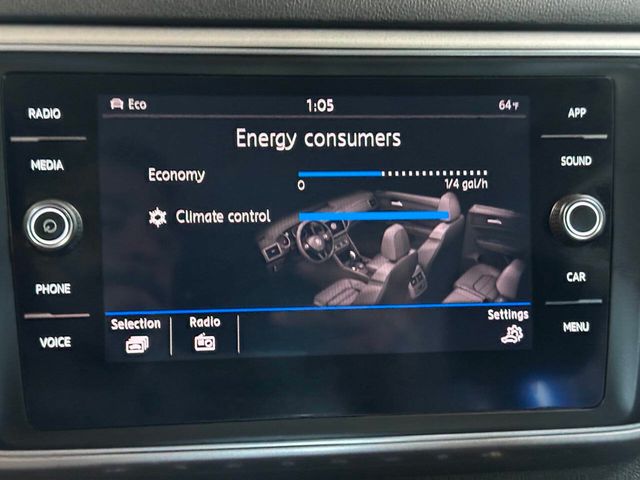 Eco 1:05 64°F
RADIO
APP
Energy consumers
MEDIA
SOUND
Economy
0 1/4 gal/h
Climate control
PHONE
CAR
Selection Radio Settings
VOICE
MENU